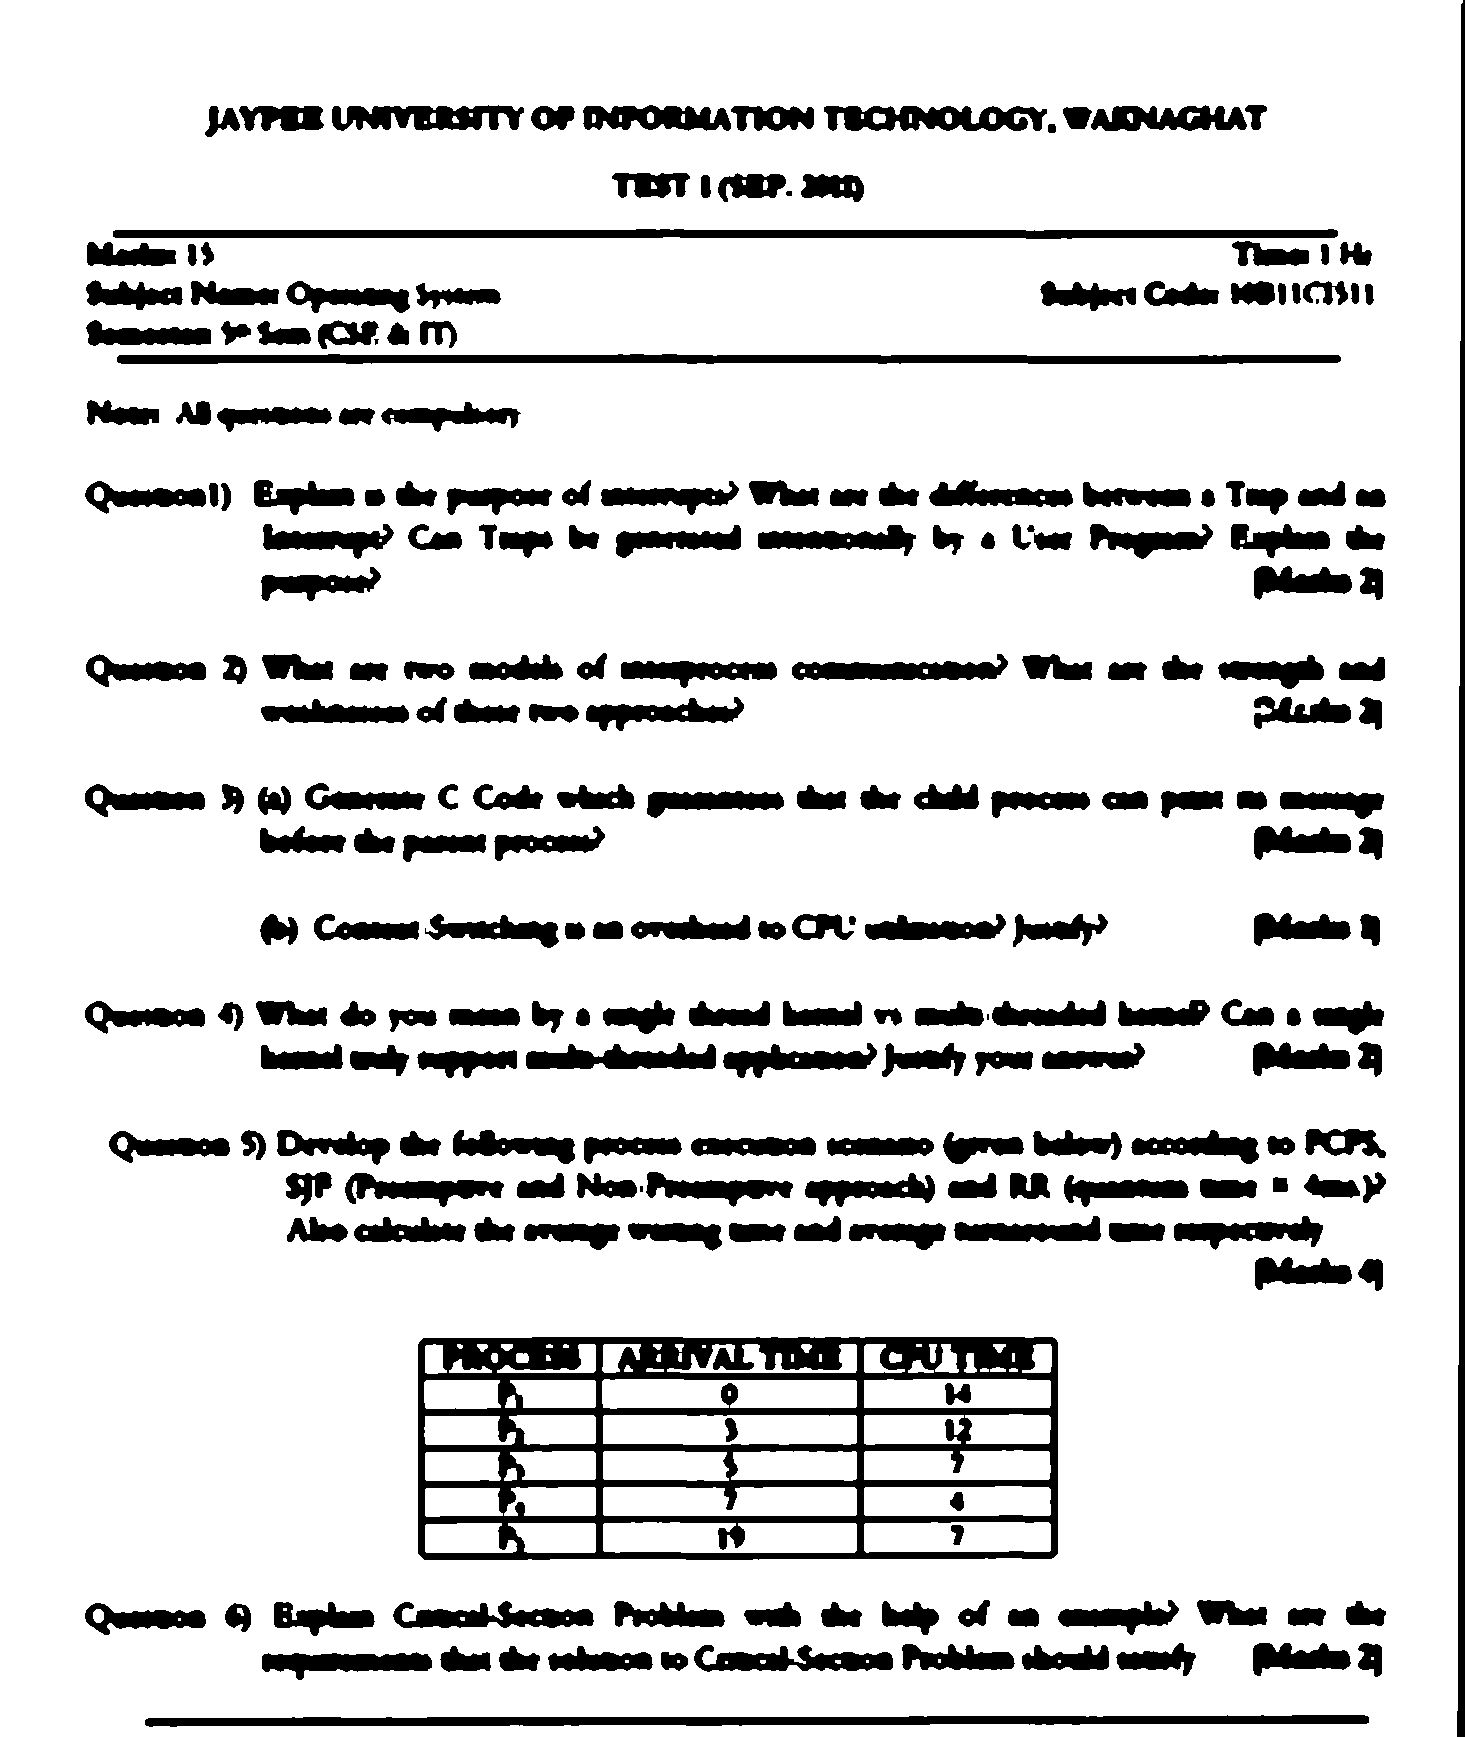 JAYPEE UNIVERSITY OF INFORMATION TECHNOLOGY, WAKNAGHAT
TEST 1 (SEP.
Marks: 15 Time: 1 Hr
Subject Name: Operating System Subject Code:
Semester: 5th Sem (CSE & IT)
Note: All questions are compulsory
Question1) Explain is the purpose of interrupts? What are the differences between a Trap and an
Interrupt? Can Traps be generated intentionally by a User Program? Explain the
purpose? [Marks 2]
Question 2) What are two models of interprocess communication? What are the strength and
weaknesses of these two approaches? [Marks 2]
Question 3) (a) Generate C Code which guarantees that the child process can print its message
before the parent process? [Marks 2]
(b) Context-Switching is an overhead to CPU utilization? Justify? [Marks 1]
Question 4) What do you mean by a single thread kernel vs multi-threaded kernel? Can a single
kernel truly support multi-threaded application? Justify your answer? [Marks 2]
Question 5) Develop the following process execution scenario (given below) according to FCFS,
SJF (Preemptive and Non-Preemptive approach) and RR (quantum time = 4ms)?
Also calculate the average waiting time and average turnaround time respectively
[Marks 4]
PROCESS ARRIVAL TIME CPU TIME
P1 0 14
P2 3 12
P3 5 7
P4 7 4
P5 19 7
Question 6) Explain Critical-Section Problem with the help of an example? What are the
requirements that the solution to Critical-Section Problem should satisfy [Marks 2]